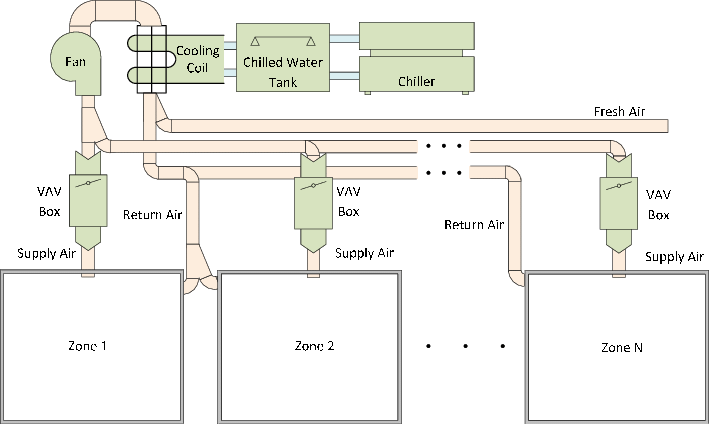 Fan
Cooling
Coil
Chilled Water
Tank
Chiller
Fresh Air
VAV
Box
Return Air
VAV
Box
Return Air
VAV
Box
Supply Air
Supply Air
Supply Air
Zone 1
Zone 2
Zone N